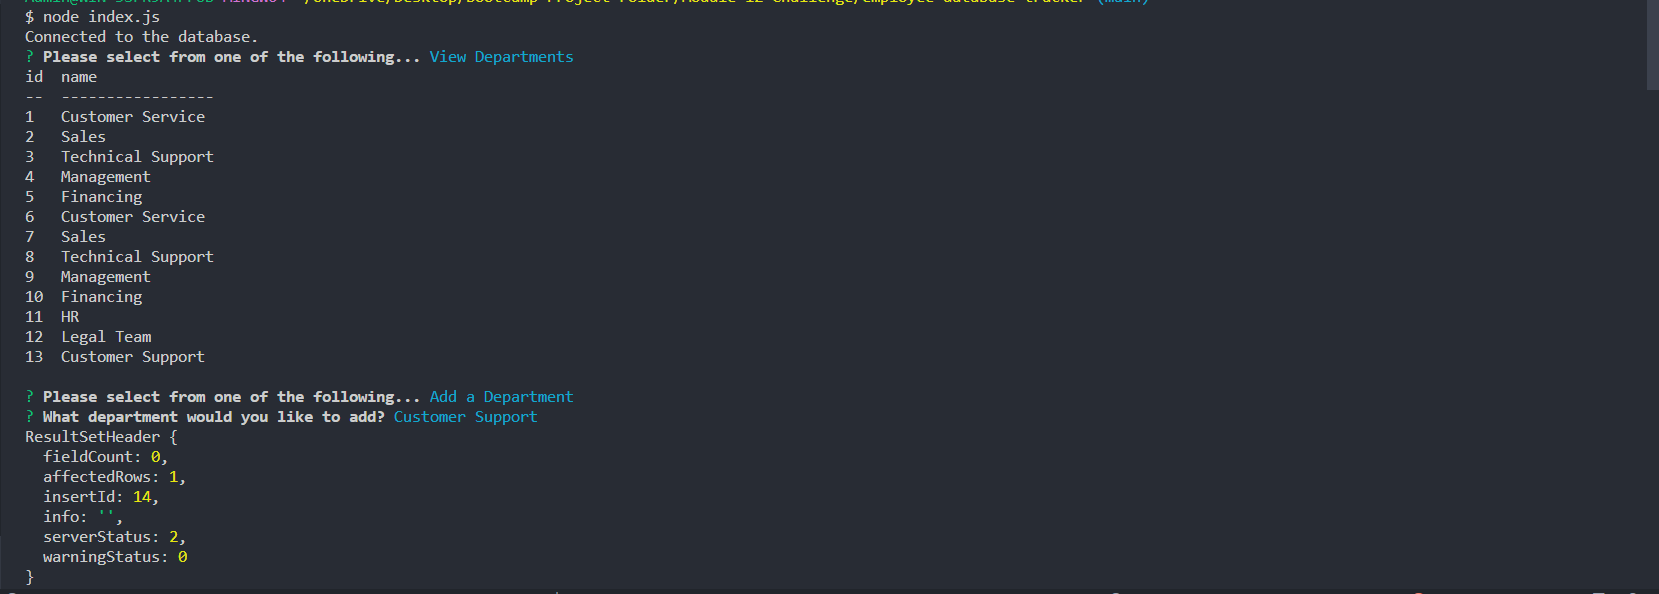 $ node index.js
Connected to the database.
? Please select from one of the following... View Departments
id  name
--  -----------------
1   Customer Service
2   Sales
3   Technical Support
4   Management
5   Financing
6   Customer Service
7   Sales
8   Technical Support
9   Management
10  Financing
11  HR
12  Legal Team
13  Customer Support
? Please select from one of the following... Add a Department
? What department would you like to add? Customer Support
ResultSetHeader {
  fieldCount: 0,
  affectedRows: 1,
  insertId: 14,
  info: '',
  serverStatus: 2,
  warningStatus: 0
}